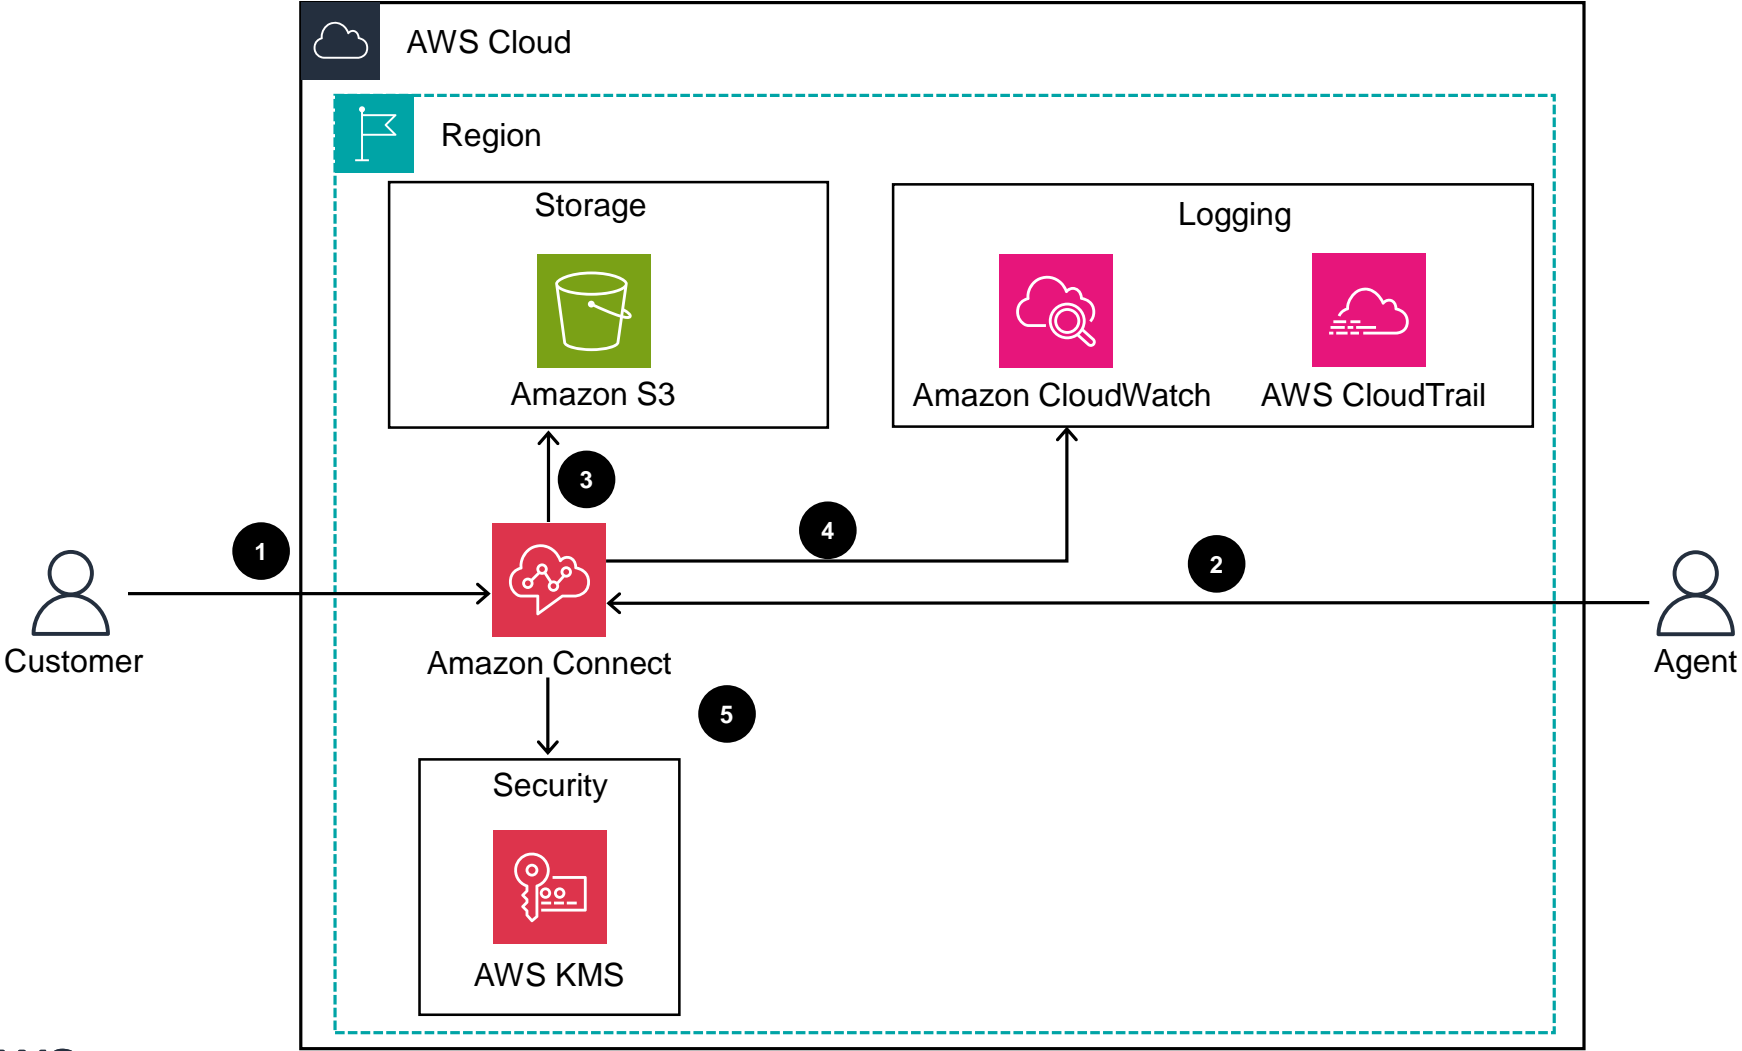 AWS Cloud
Region
Storage
Logging
Amazon S3
Amazon CloudWatch
AWS CloudTrail
3
4
1
2
Customer
Amazon Connect
Agent
5
Security
AWS KMS